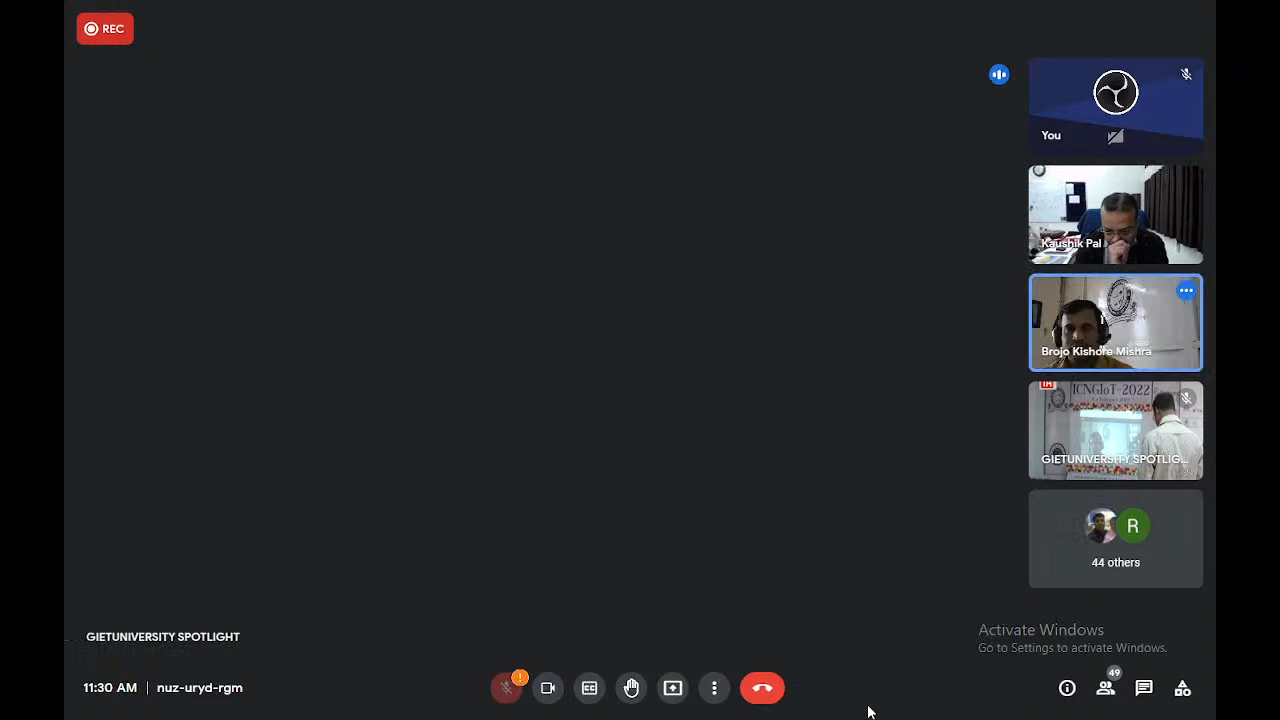 REC
You
Kaushik Pal
Brojo Kishore Mishra
ICNGIoT-2022
GIETUNIVERSITY SPOTLIG...
R
44 others
GIETUNIVERSITY SPOTLIGHT
Activate Windows
Go to Settings to activate Windows.
11:30 AM | nuz-uryd-rgm
CC
49